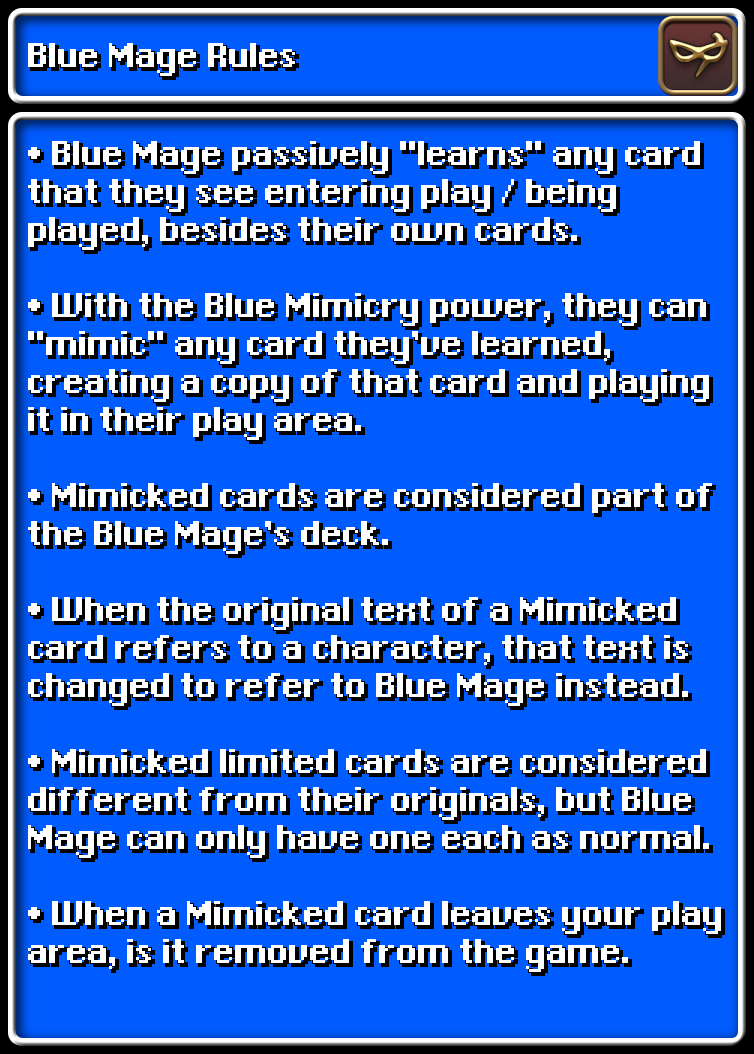 Blue Mage Rules
• Blue Mage passively "learns" any card
that they see entering play / being
played, besides their own cards.
• With the Blue Mimicry power, they can
"mimic" any card they've learned,
creating a copy of that card and playing
it in their play area.
• Mimicked cards are considered part of
the Blue Mage's deck.
• When the original text of a Mimicked
card refers to a character, that text is
changed to refer to Blue Mage instead.
• Mimicked limited cards are considered
different from their originals, but Blue
Mage can only have one each as normal.
• When a Mimicked card leaves your play
area, is it removed from the game.